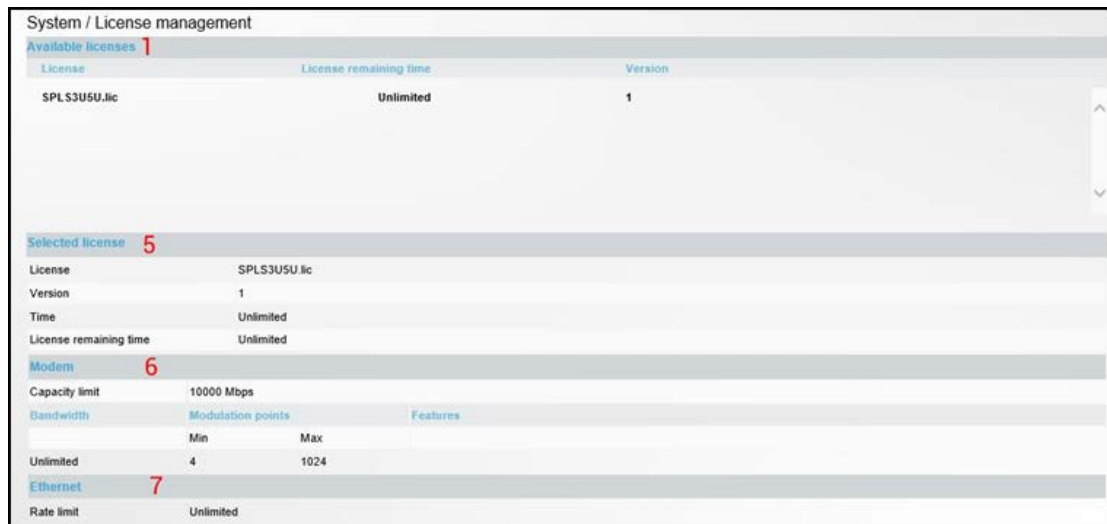 System / License management
Available licenses 1
License License remaining time Version
SPLS3U5U.lic Unlimited 1
Selected license 5
License SPLS3U5U.lic
Version 1
Time Unlimited
License remaining time Unlimited
Modem 6
Capacity limit 10000 Mbps
Bandwidth Modulation points Features
Min Max
Unlimited 4 1024
Ethernet 7
Rate limit Unlimited